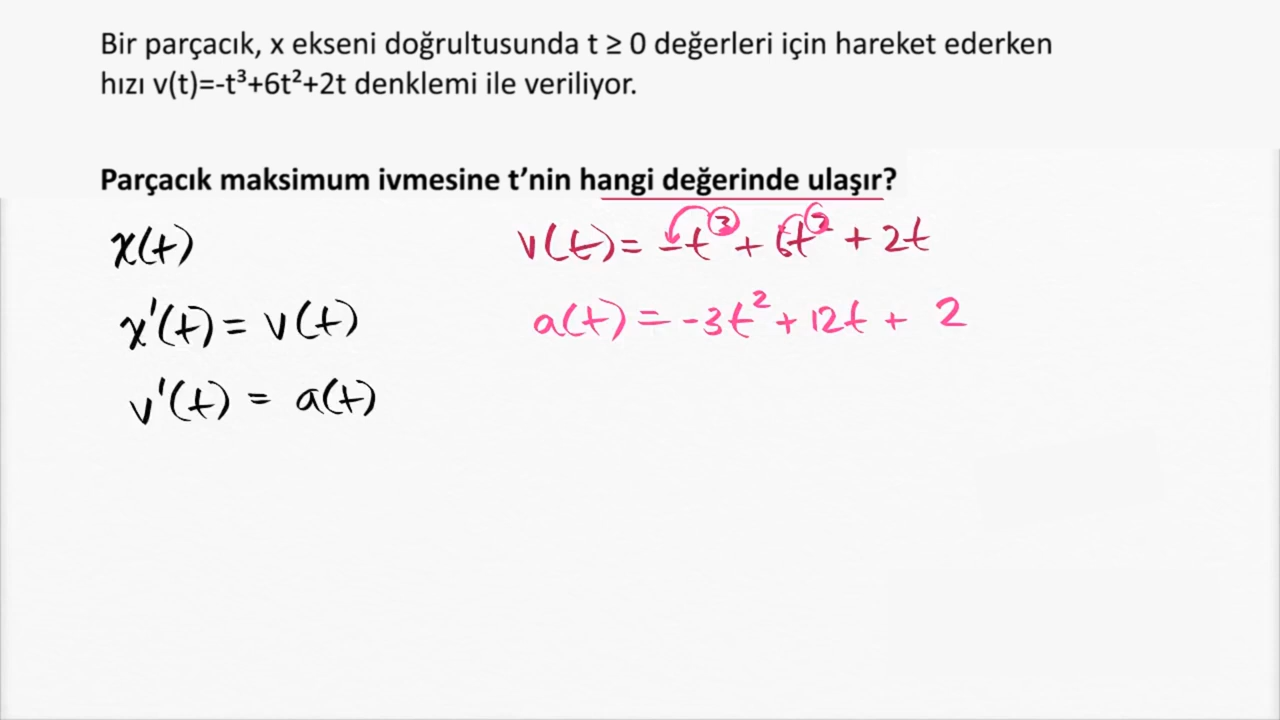 Bir parçacık, x ekseni doğrultusunda t ≥ 0 değerleri için hareket ederken
hızı v(t)=-t³+6t²+2t denklemi ile veriliyor.
Parçacık maksimum ivmesine t’nin hangi değerinde ulaşır?
x(t)
v(t) = -t³ + 6t² + 2t
x'(t) = v(t)
a(t) = -3t² + 12t + 2
v'(t) = a(t)